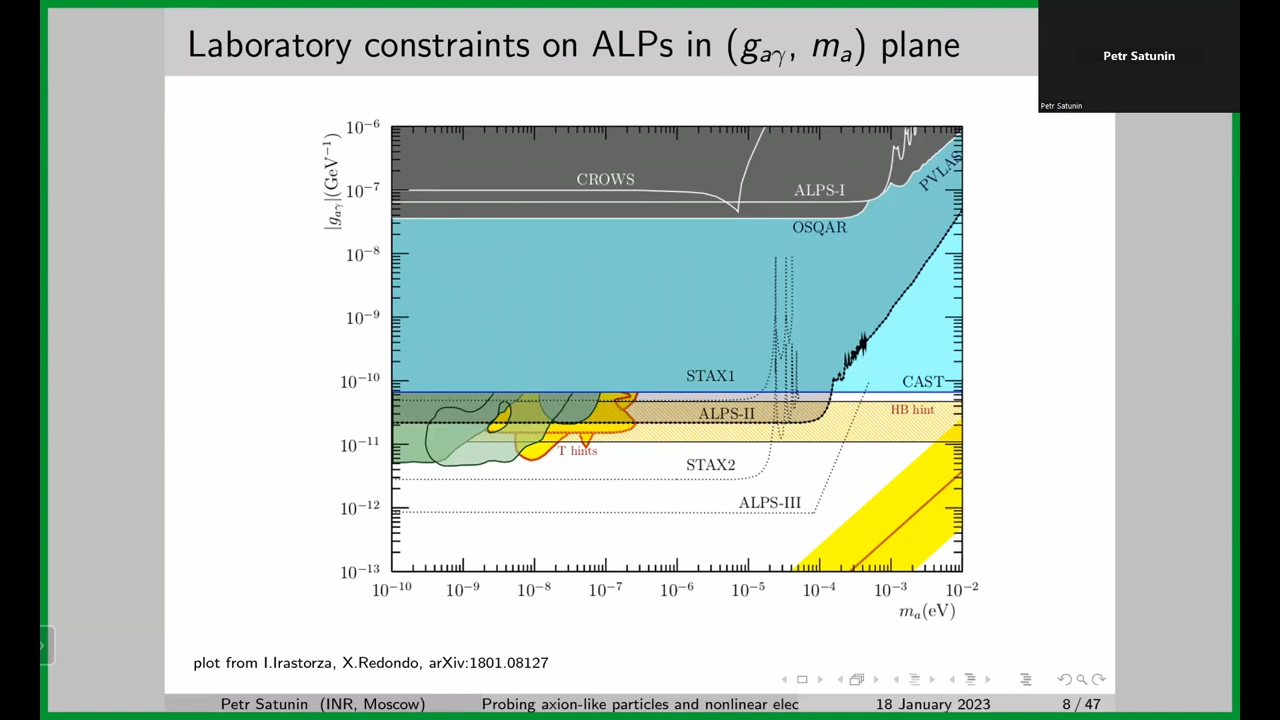 Laboratory constraints on ALPs in (g_{aγ}, m_a) plane
Petr Satunin
Petr Satunin
|g_{aγ}|(GeV⁻¹)
10⁻⁶
10⁻⁷
10⁻⁸
10⁻⁹
10⁻¹⁰
10⁻¹¹
10⁻¹²
10⁻¹³
CROWS
ALPS-I
PVLAS
OSQAR
STAX1
CAST
ALPS-II
HB hint
T hints
STAX2
ALPS-III
10⁻¹⁰ 10⁻⁹ 10⁻⁸ 10⁻⁷ 10⁻⁶ 10⁻⁵ 10⁻⁴ 10⁻³ 10⁻²
m_a(eV)
plot from I.Irastorza, X.Redondo, arXiv:1801.08127
Petr Satunin (INR, Moscow) Probing axion-like particles and nonlinear elec 18 January 2023 8 / 47